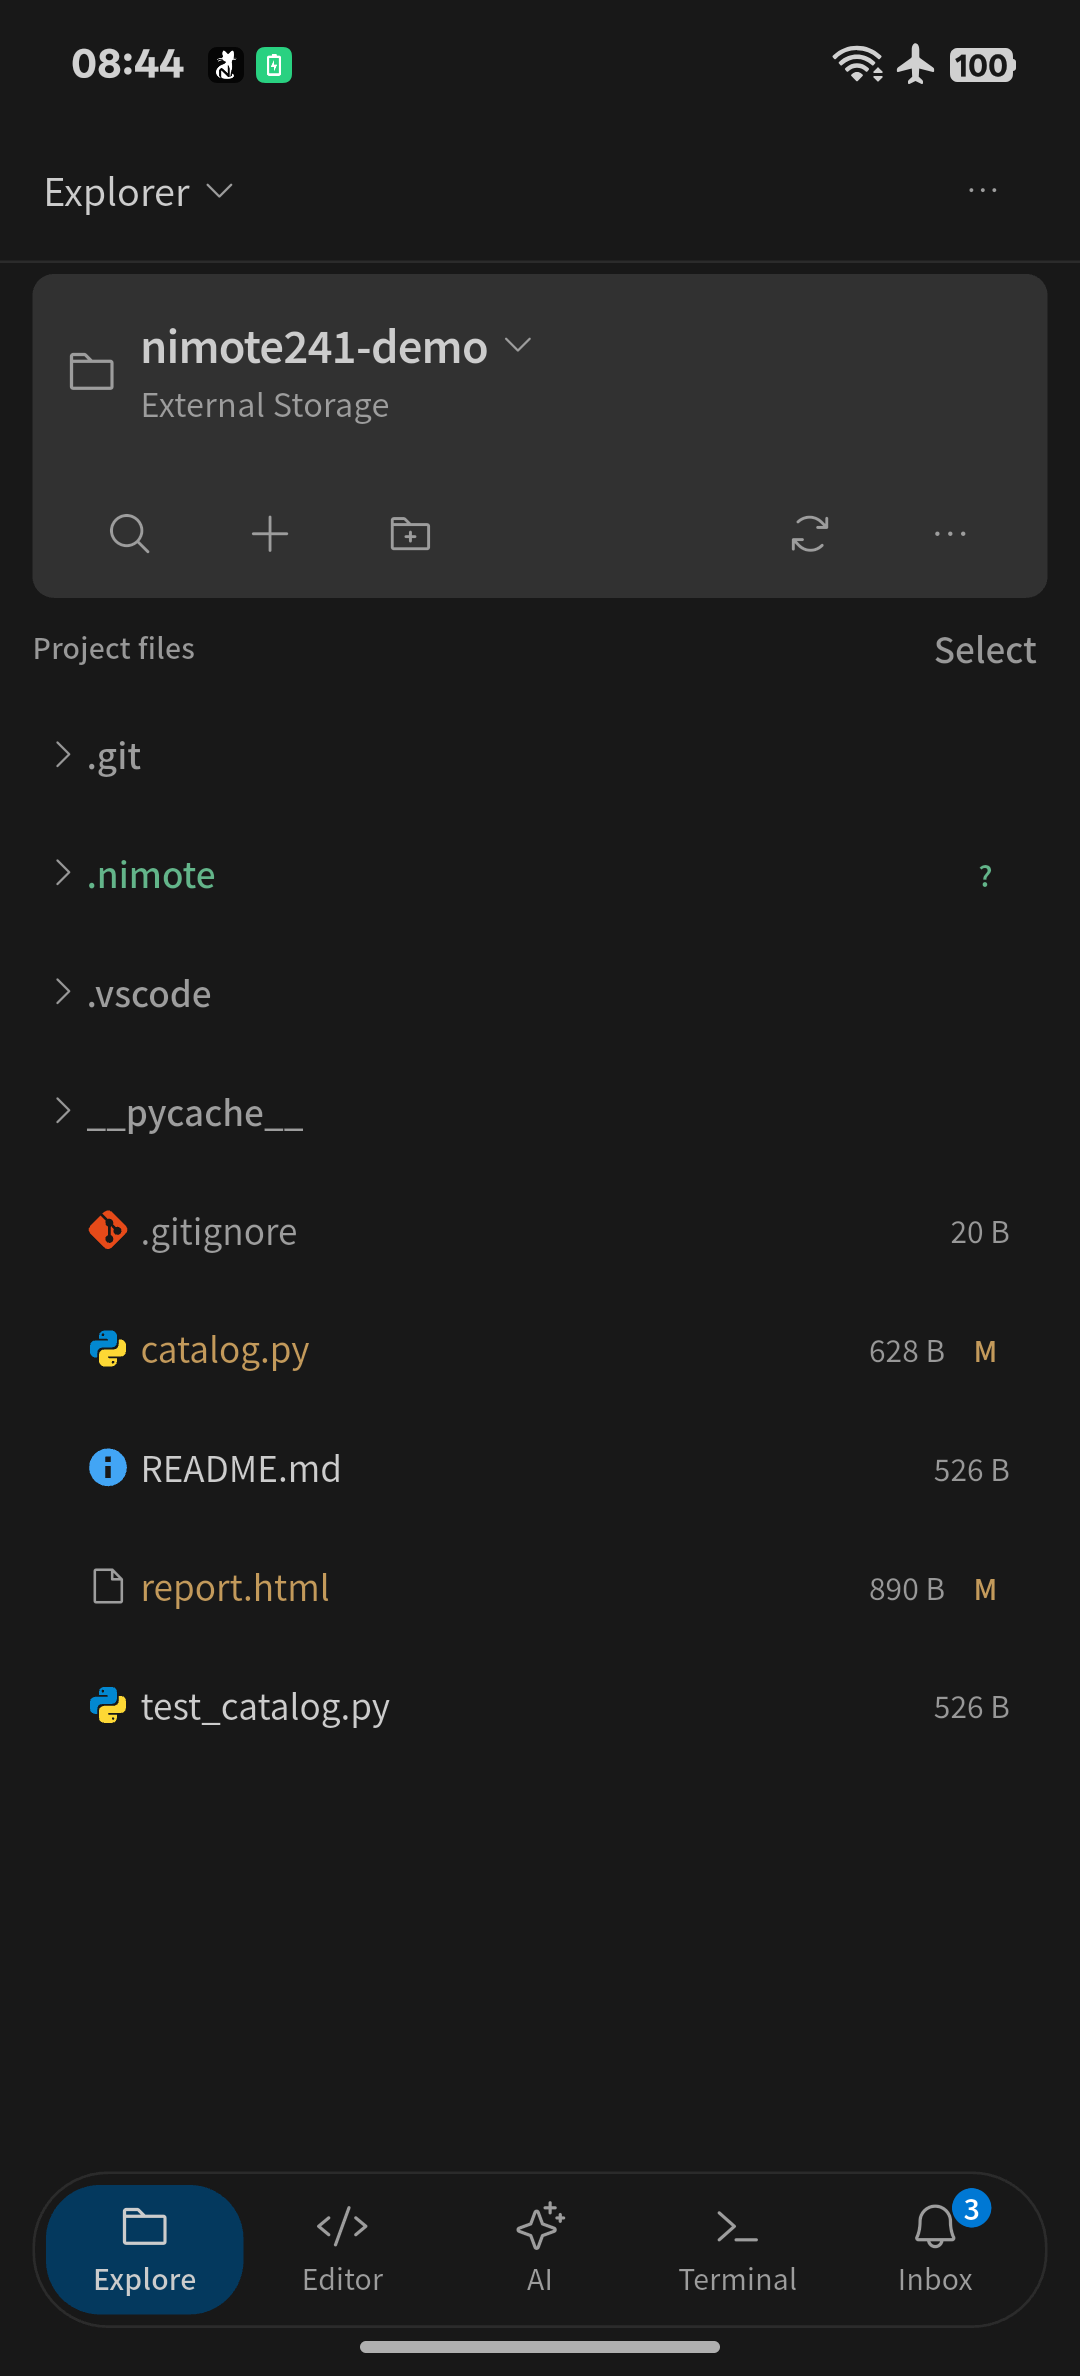 08:44
100
Explorer
nimote241-demo
External Storage
Project files
Select
.git
.nimote ?
.vscode
__pycache__
.gitignore 20 B
catalog.py 628 B M
README.md 526 B
report.html 890 B M
test_catalog.py 526 B
3
Explore Editor AI Terminal Inbox